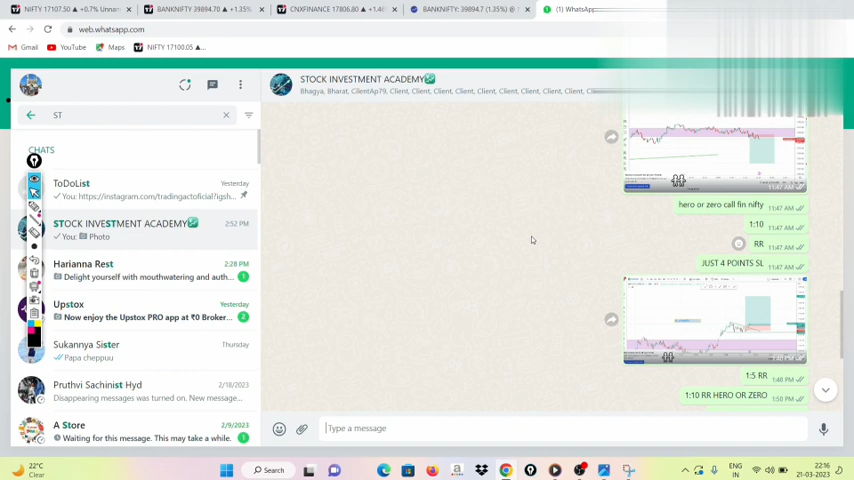 NIFTY 17107.50 ▲ +0.7% Unna
BANKNIFTY 39894.70 ▲ +1.35%
CNXFINANCE 17806.80 ▲ +1.4
BANKNIFTY: 39894.7 (1.35%) @ 1
(1) WhatsApp
web.whatsapp.com
Gmail
YouTube
Maps
NIFTY 17100.05 ▲...
STOCK INVESTMENT ACADEMY
Bhagya, Bharat, ClientAp79, Client, Client, Client, Client, Client, Client, Client, Client, Client, Client, C
ST
CHATS
ToDoList
Yesterday
You: https://instagram.com/tradingactoficial?igsh...
STOCK INVESTMENT ACADEMY
2:52 PM
You: Photo
Harianna Rest
2:28 PM
Delight yourself with mouthwatering and auth...
1
Upstox
Yesterday
Now enjoy the Upstox PRO app at ₹0 Broker...
2
Sukannya Sister
Thursday
Papa cheppuu
Pruthvi Sachinist Hyd
2/18/2023
Disappearing messages was turned on. New message...
A Store
2/9/2023
Waiting for this message. This may take a while.
1
11:47 AM
hero or zero call fin nifty
11:47 AM
1:10
11:47 AM
RR
11:47 AM
JUST 4 POINTS SL
11:47 AM
1:48 PM
1:5 RR
1:48 PM
1:10 RR HERO OR ZERO
1:50 PM
Type a message
22°C
Clear
Search
ENG
IN
22:16
21-03-2023